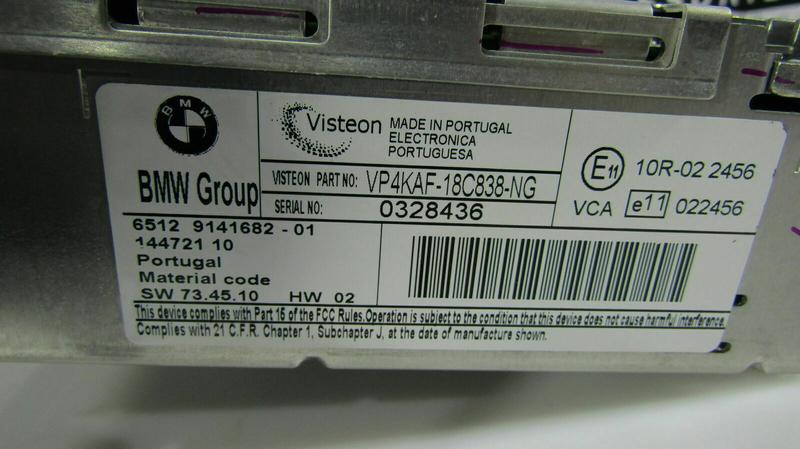 BMW
BMW Group
Visteon
MADE IN PORTUGAL
ELECTRONICA
PORTUGUESA
VISTEON PART NO: VP4KAF-18C838-NG
SERIAL NO: 0328436
E11 10R-02 2456
VCA e11 022456
6512 9141682 - 01
144721 10
Portugal
Material code
SW 73.45.10 HW 02
This device complies with Part 15 of the FCC Rules.Operation is subject to the condition that this device does not cause harmful interference.
Complies with 21 C.F.R. Chapter 1, Subchapter J, at the date of manufacture shown.